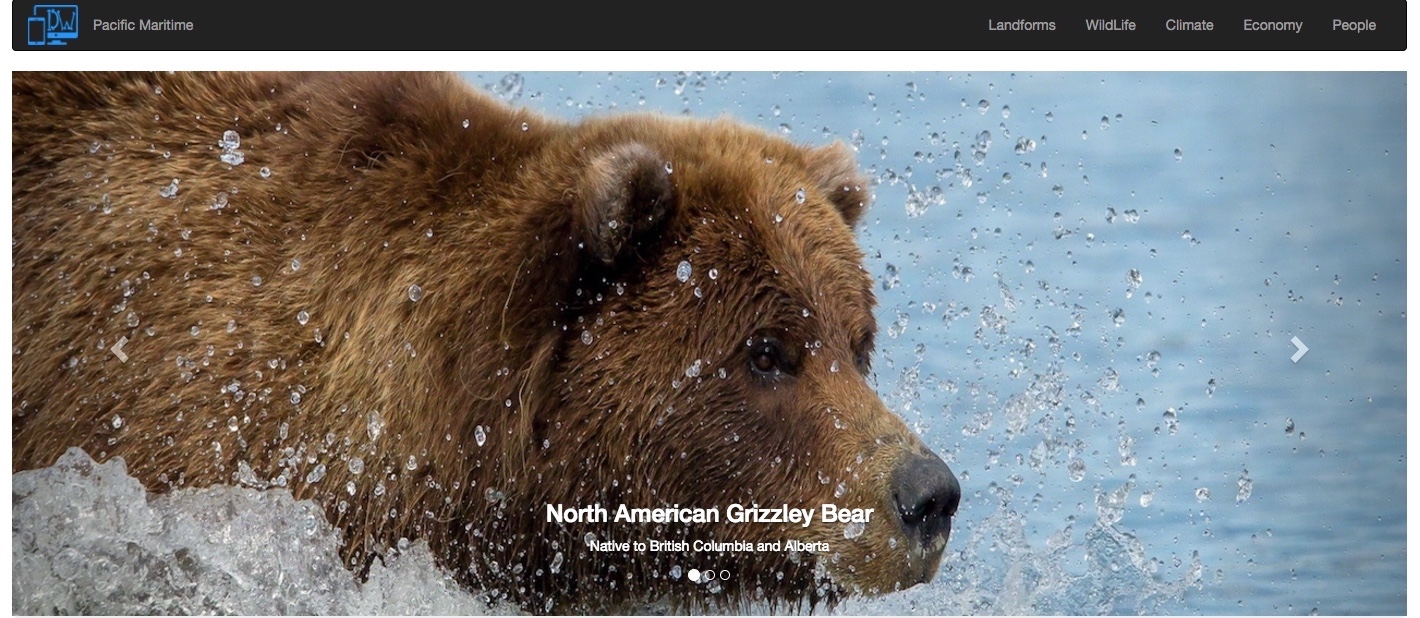 DW
Pacific Maritime
Landforms
WildLife
Climate
Economy
People
North American Grizzley Bear
Native to British Columbia and Alberta